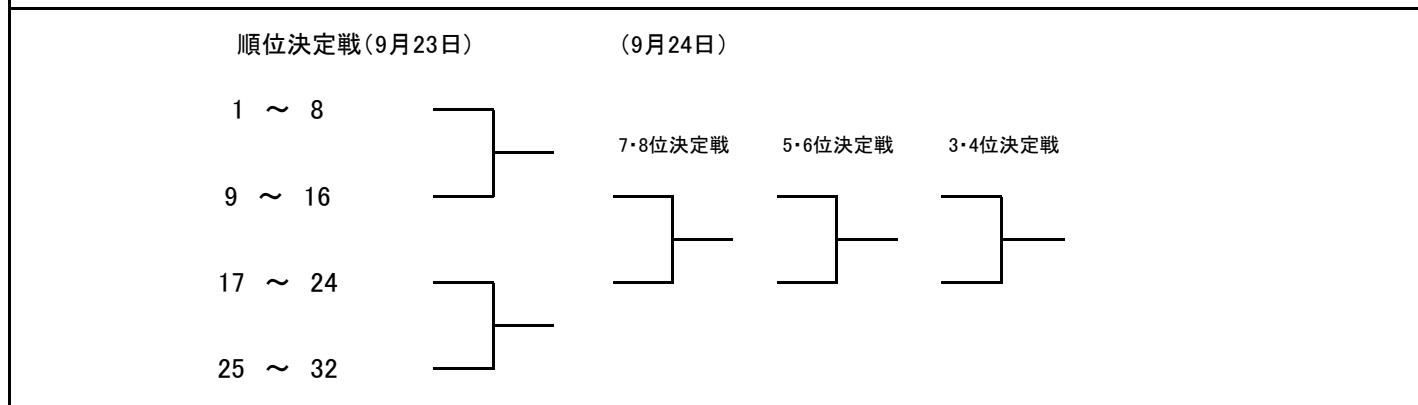 順位決定戦（9月23日）
（9月24日）
1 ～ 8
7・8位決定戦
5・6位決定戦
3・4位決定戦
9 ～ 16
17 ～ 24
25 ～ 32